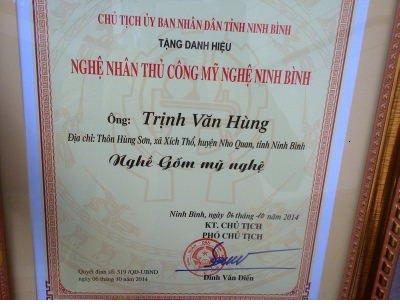 CHỦ TỊCH ỦY BAN NHÂN DÂN TỈNH NINH BÌNH
TẶNG DANH HIỆU
NGHỆ NHÂN THỦ CÔNG MỸ NGHỆ NINH BÌNH
Ông: Trịnh Văn Hùng
Địa chỉ: Thôn Hùng Sơn, xã Xích Thổ, huyện Nho Quan, tỉnh Ninh Bình
Nghề Gốm mỹ nghệ
Ninh Bình, ngày 06 tháng 10 năm 2014
KT. CHỦ TỊCH
PHÓ CHỦ TỊCH
Quyết định số: 519 /QĐ-UBND
ngày 06 tháng 10 năm 2014
Đinh Văn Điến